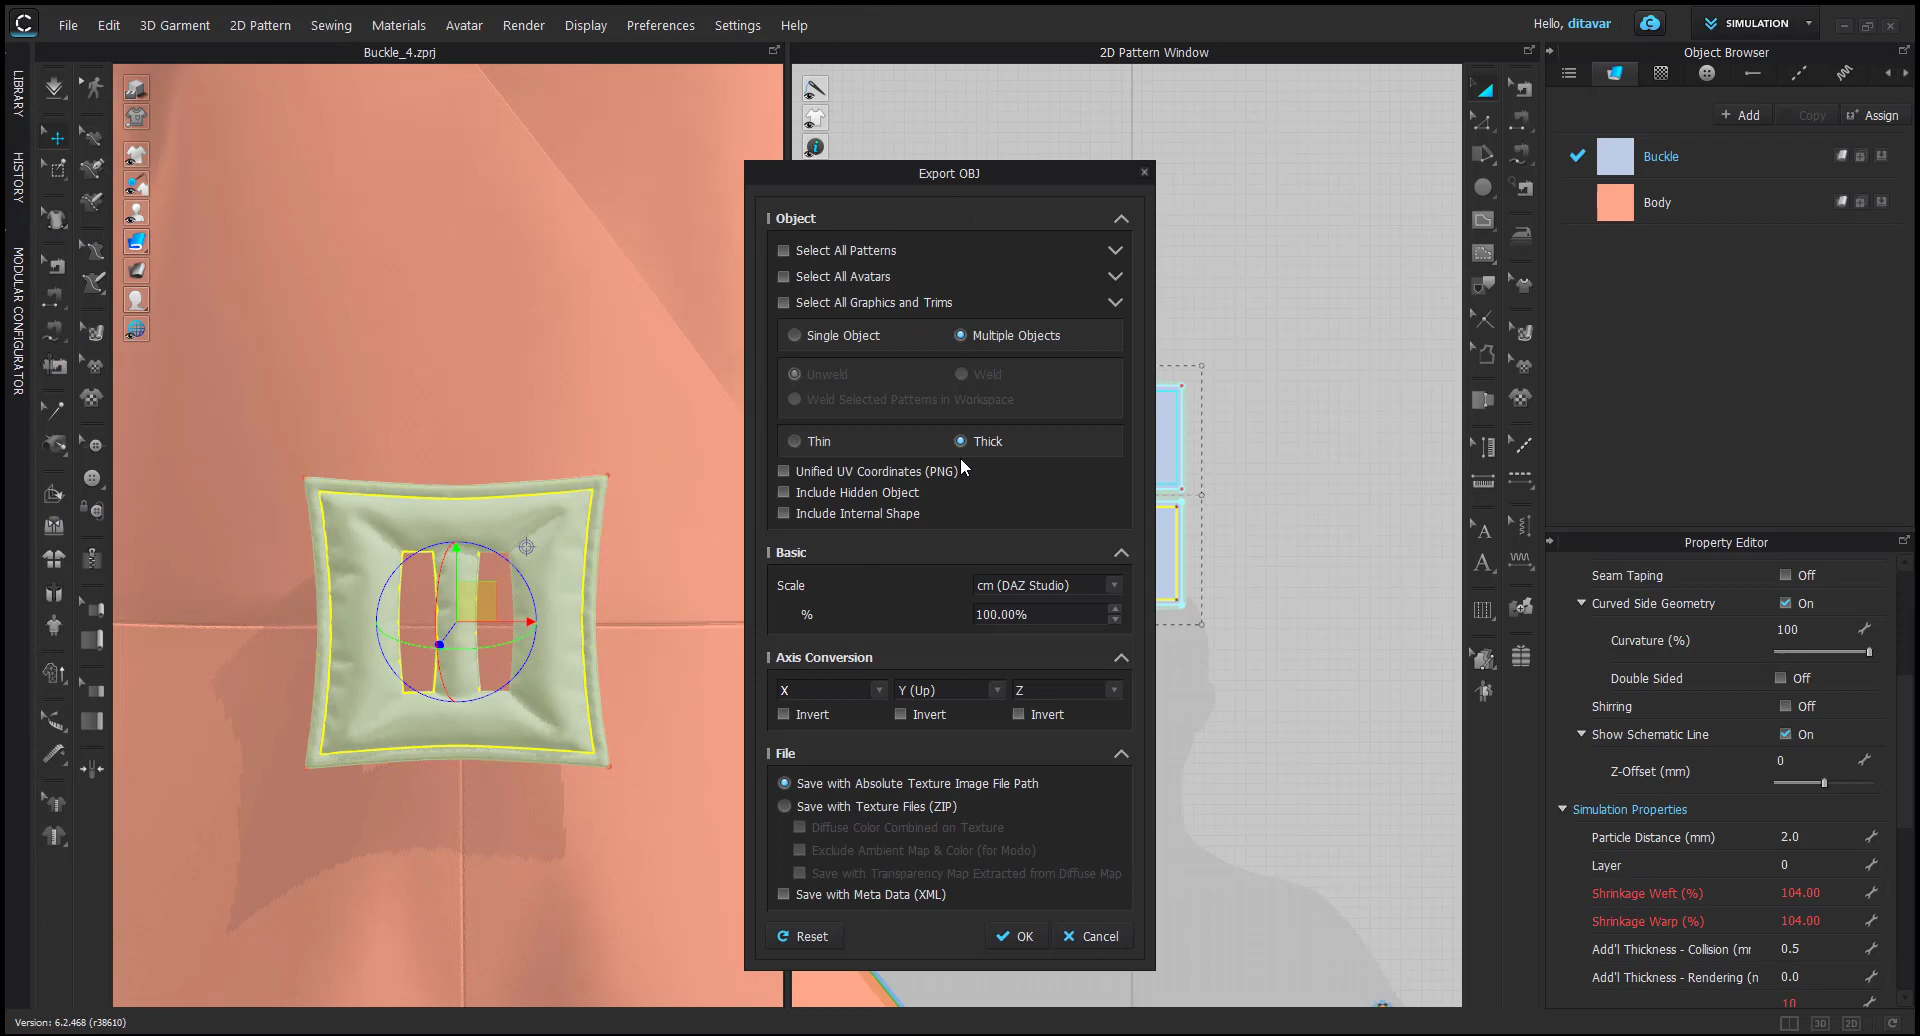 File Edit 3D Garment 2D Pattern Sewing Materials Avatar Render Display Preferences Settings Help
Hello, ditavar
SIMULATION
Buckle_4.zprj
2D Pattern Window
Object Browser
LIBRARY
HISTORY
MODULAR CONFIGURATOR
+ Add Copy Assign
Buckle
Body
Export OBJ
Object
Select All Patterns
Select All Avatars
Select All Graphics and Trims
Single Object Multiple Objects
Unweld Weld
Weld Selected Patterns in Workspace
Thin Thick
Unified UV Coordinates (PNG)
Include Hidden Object
Include Internal Shape
Basic
Scale cm (DAZ Studio)
% 100.00%
Axis Conversion
X Y (Up) Z
Invert Invert Invert
File
Save with Absolute Texture Image File Path
Save with Texture Files (ZIP)
Diffuse Color Combined on Texture
Exclude Ambient Map & Color (for Modo)
Save with Transparency Map Extracted from Diffuse Map
Save with Meta Data (XML)
Reset OK Cancel
Property Editor
Seam Taping Off
Curved Side Geometry On
Curvature (%) 100
Double Sided Off
Shirring Off
Show Schematic Line On
Z-Offset (mm) 0
Simulation Properties
Particle Distance (mm) 2.0
Layer 0
Shrinkage Weft (%) 104.00
Shrinkage Warp (%) 104.00
Add'l Thickness - Collision (mr 0.5
Add'l Thickness - Rendering (n 0.0
10
Version: 6.2.468 (r38610)
3D 2D